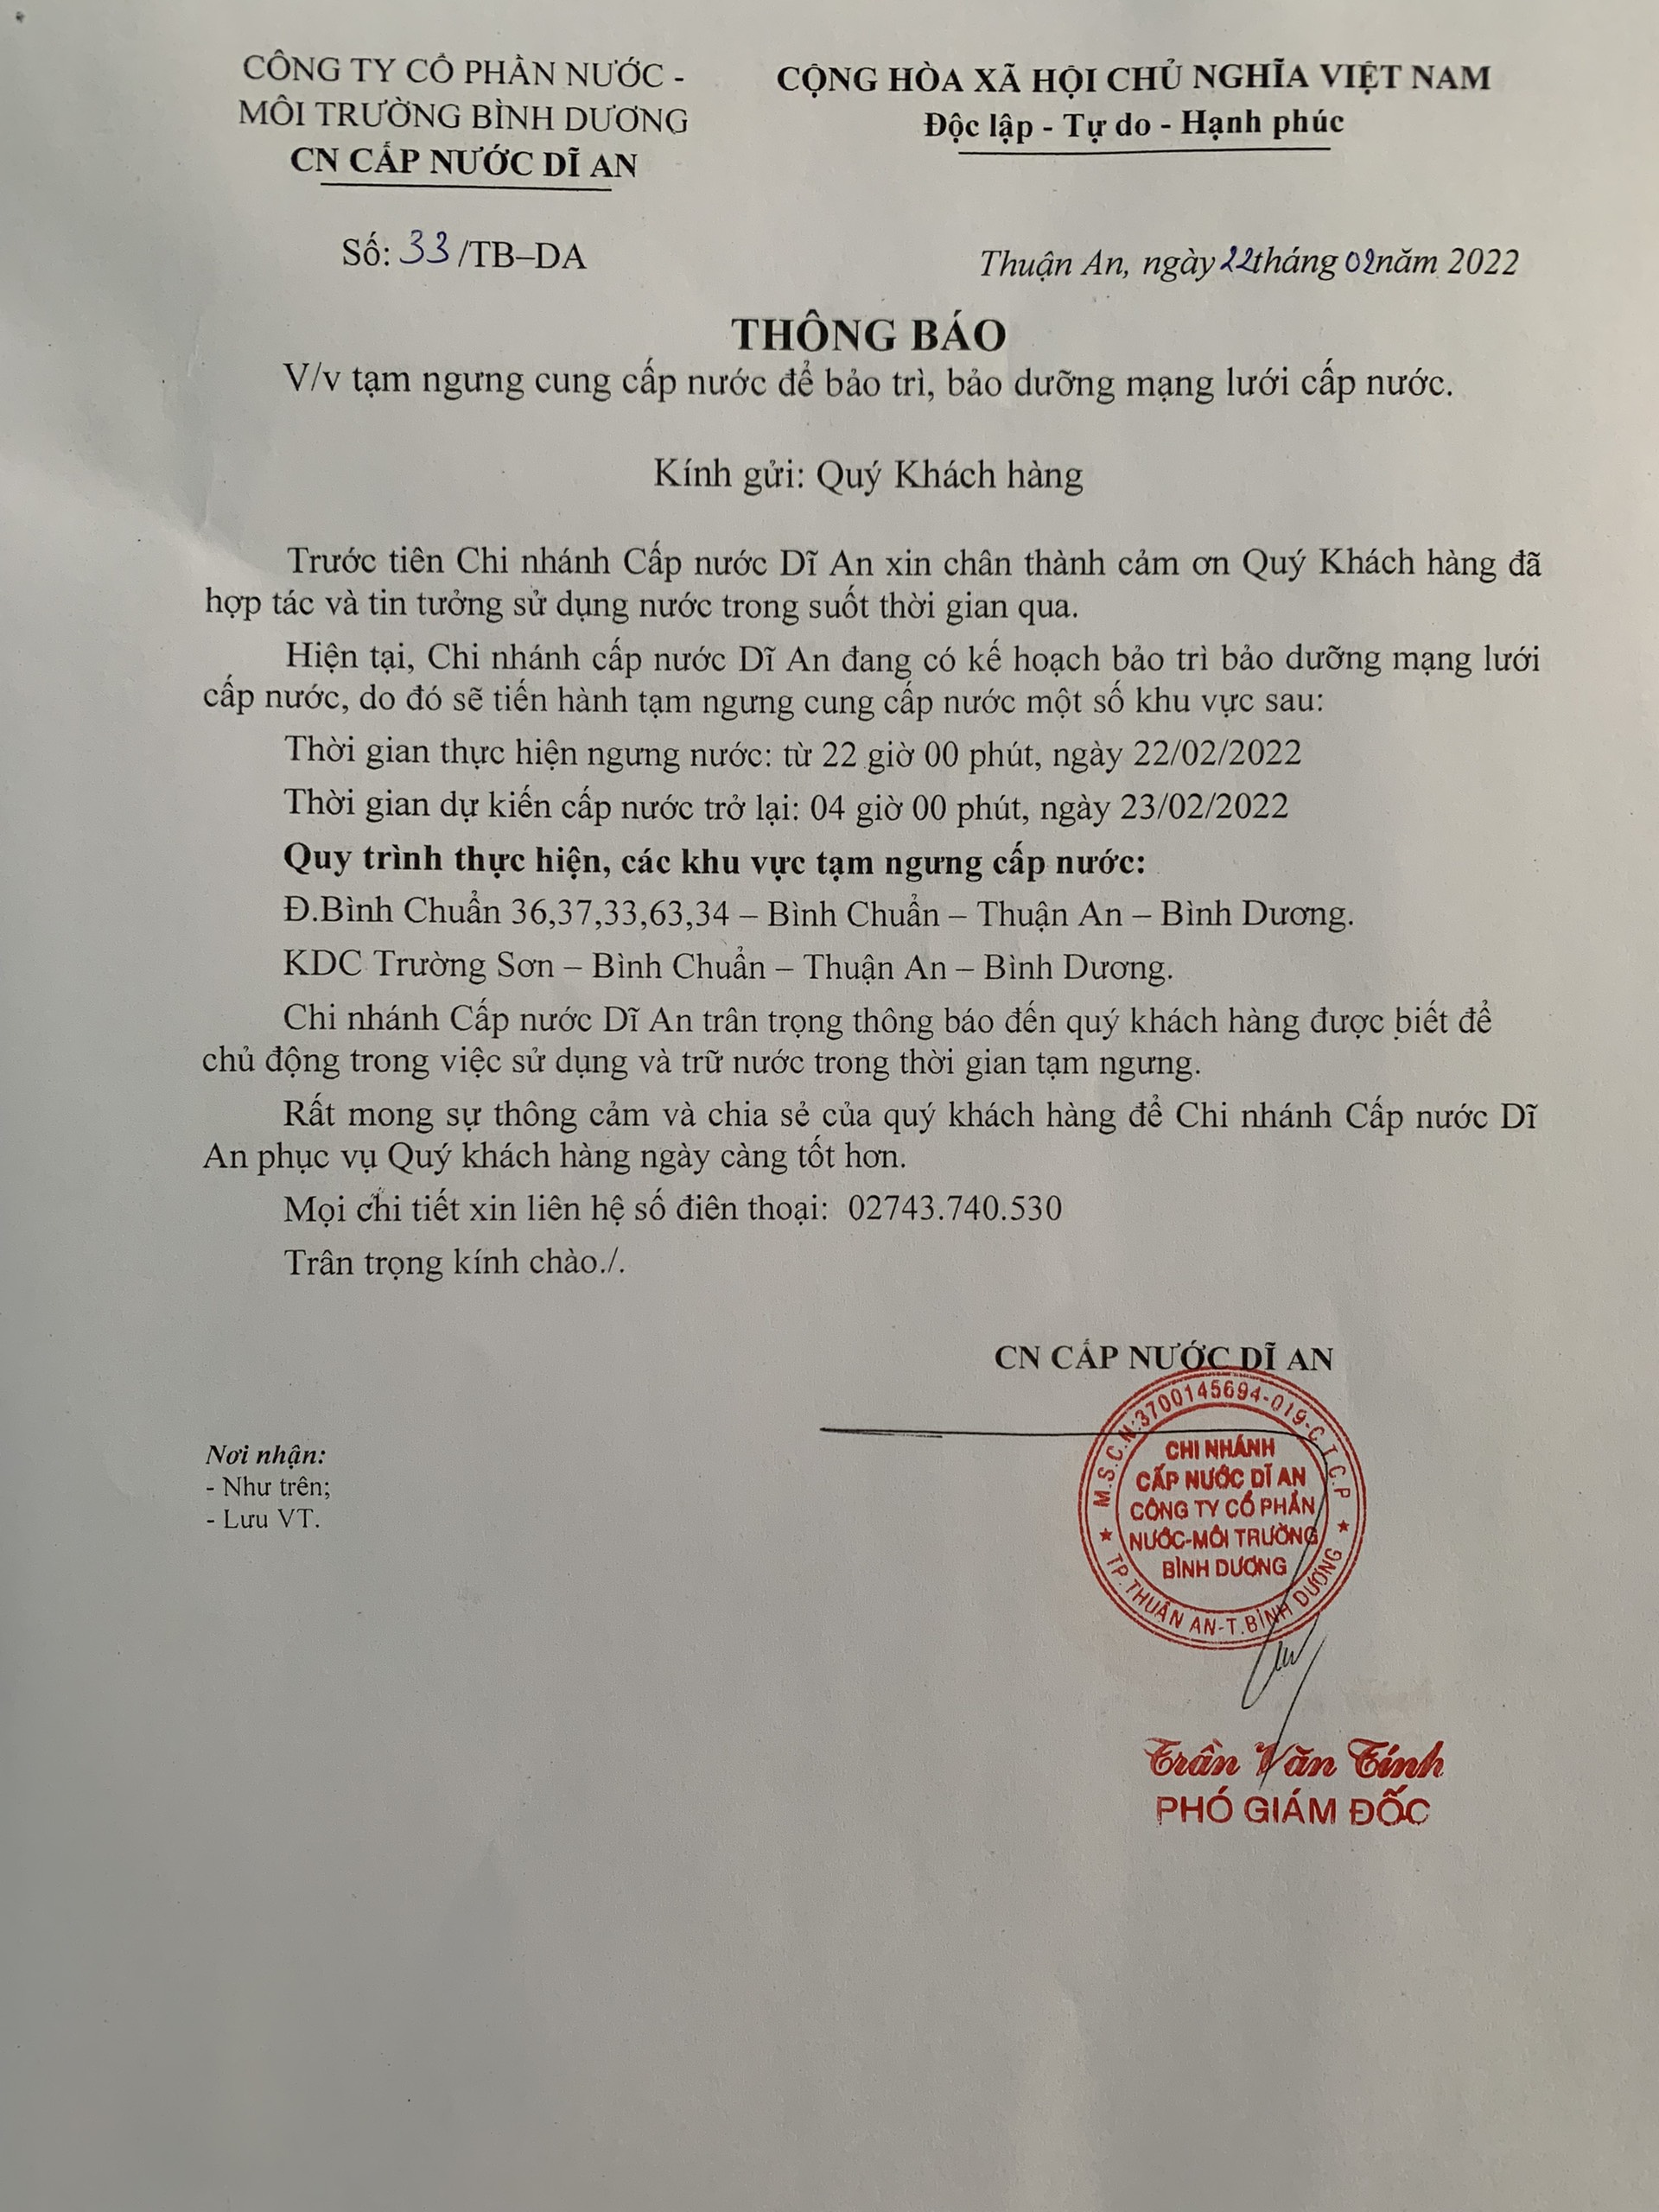 CÔNG TY CỔ PHẦN NƯỚC -
MÔI TRƯỜNG BÌNH DƯƠNG
CN CẤP NƯỚC DĨ AN
CỘNG HÒA XÃ HỘI CHỦ NGHĨA VIỆT NAM
Độc lập - Tự do - Hạnh phúc
Số: 33 /TB–DA
Thuận An, ngày 22 tháng 02 năm 2022
THÔNG BÁO
V/v tạm ngưng cung cấp nước để bảo trì, bảo dưỡng mạng lưới cấp nước.
Kính gửi: Quý Khách hàng
Trước tiên Chi nhánh Cấp nước Dĩ An xin chân thành cảm ơn Quý Khách hàng đã
hợp tác và tin tưởng sử dụng nước trong suốt thời gian qua.
Hiện tại, Chi nhánh cấp nước Dĩ An đang có kế hoạch bảo trì bảo dưỡng mạng lưới
cấp nước, do đó sẽ tiến hành tạm ngưng cung cấp nước một số khu vực sau:
Thời gian thực hiện ngưng nước: từ 22 giờ 00 phút, ngày 22/02/2022
Thời gian dự kiến cấp nước trở lại: 04 giờ 00 phút, ngày 23/02/2022
Quy trình thực hiện, các khu vực tạm ngưng cấp nước:
Đ.Bình Chuẩn 36,37,33,63,34 – Bình Chuẩn – Thuận An – Bình Dương.
KDC Trường Sơn – Bình Chuẩn – Thuận An – Bình Dương.
Chi nhánh Cấp nước Dĩ An trân trọng thông báo đến quý khách hàng được biết để
chủ động trong việc sử dụng và trữ nước trong thời gian tạm ngưng.
Rất mong sự thông cảm và chia sẻ của quý khách hàng để Chi nhánh Cấp nước Dĩ
An phục vụ Quý khách hàng ngày càng tốt hơn.
Mọi chi tiết xin liên hệ số điên thoại: 02743.740.530
Trân trọng kính chào./.
CN CẤP NƯỚC DĨ AN
M.S.C.N:3700145694-019-C.T.C.P
CHI NHÁNH
CẤP NƯỚC DĨ AN
CÔNG TY CỔ PHẦN
NƯỚC-MÔI TRƯỜNG
BÌNH DƯƠNG
TP.THUẬN AN-T.BÌNH DƯƠNG
Nơi nhận:
- Như trên;
- Lưu VT.
Trần Văn Tính
PHÓ GIÁM ĐỐC